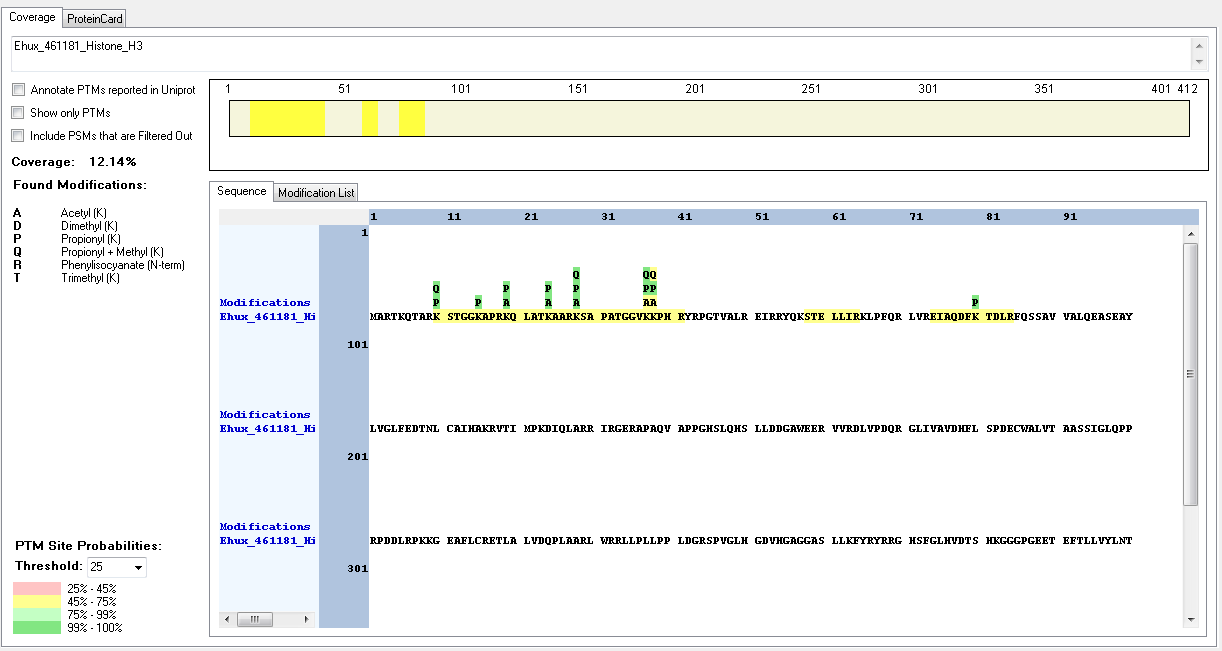 Coverage ProteinCard
Ehux_461181_Histone_H3
Annotate PTMs reported in Uniprot
Show only PTMs
Include PSMs that are Filtered Out
Coverage: 12.14%
Found Modifications:
A Acetyl (K)
D Dimethyl (K)
P Propionyl (K)
Q Propionyl + Methyl (K)
R Phenylisocyanate (N-term)
T Trimethyl (K)
PTM Site Probabilities:
Threshold: 25
25% - 45%
45% - 75%
75% - 99%
99% - 100%
1 51 101 151 201 251 301 351 401 412
Sequence Modification List
1 11 21 31 41 51 61 71 81 91
1
Q Q Q
Q P P P P P
Modifications P P A A A A A P
Ehux_461181_Hi MARTKQTARK STGGKAPRKQ LATKAARKSA PATGGVKKPH RYRPGTVALR EIRRYQKSTE LLIRKLPFQR LVREIAQDFK TDLRFQSSAV VALQEASEAY
101
Modifications
Ehux_461181_Hi LVGLFEDTNL CAIHAKRVTI MPKDIQLARR IRGERAPAQV APPGHSLQHS LLDDGAWEER VVRDLVPDQR GLIVAVDHFL SPDECWALVT AASSIGLQPP
201
Modifications
Ehux_461181_Hi RPDDLRPKKG EAFLCRETLA LVDQPLAARL WRRLLPLLPP LDGRSPVGLH GDVHGAGGAS LLKFYRYRRG HSFGLHVDTS HKGGGPGEET EFTLLVYLNT
301